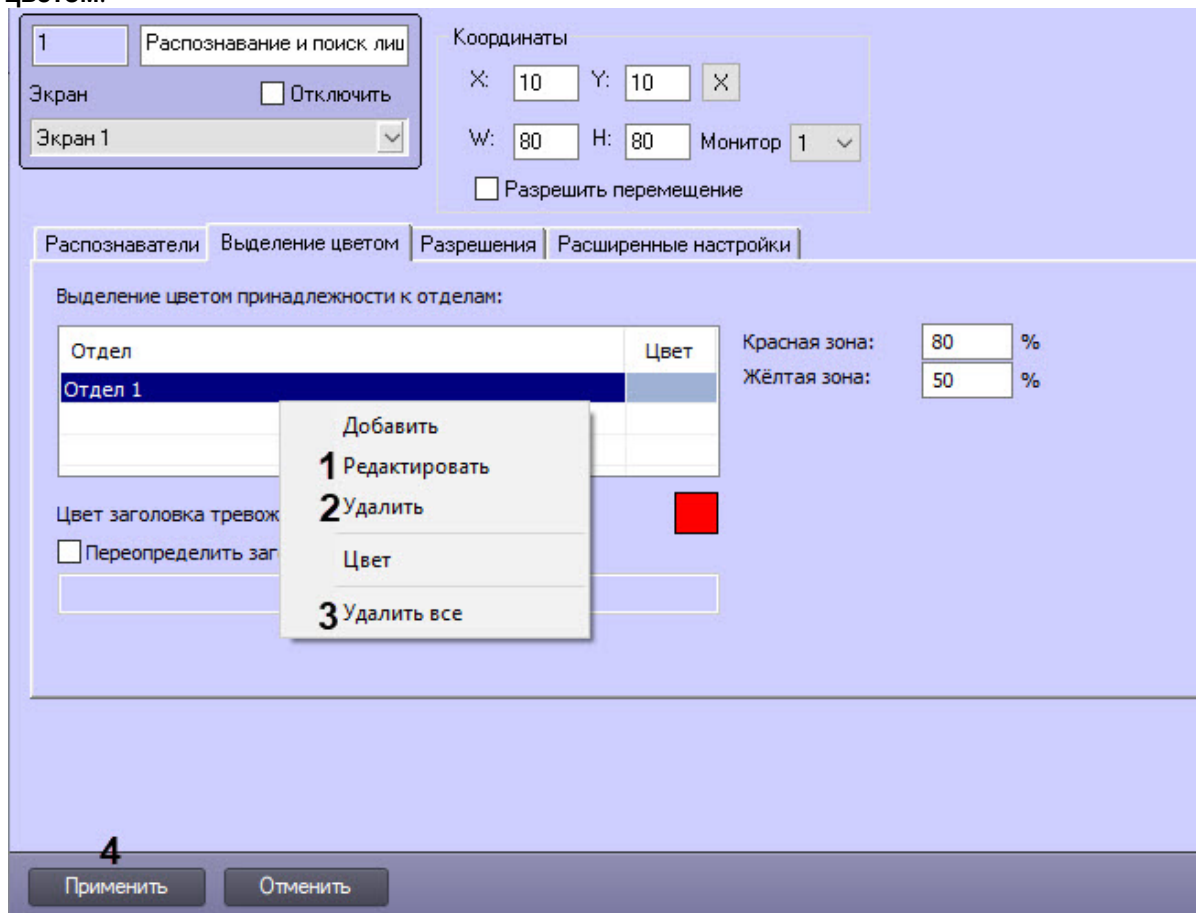 цветом.
1 Распознавание и поиск лиц
Экран Отключить
Экран 1
Координаты
X: 10 Y: 10 X
W: 80 H: 80 Монитор 1
Разрешить перемещение
Распознаватели Выделение цветом Разрешения Расширенные настройки
Выделение цветом принадлежности к отделам:
Отдел Цвет
Отдел 1
Красная зона: 80 %
Жёлтая зона: 50 %
Добавить
1 Редактировать
2 Удалить
Цвет
3 Удалить все
Цвет заголовка тревож
Переопределить заг
4
Применить Отменить